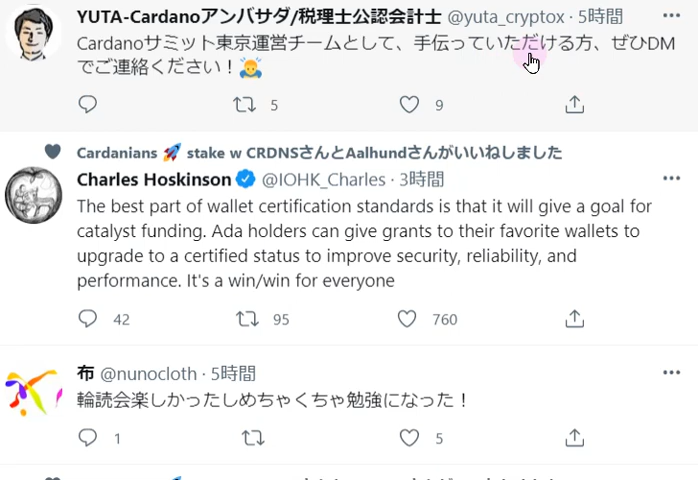 YUTA-Cardanoアンバサダ/税理士公認会計士 @yuta_cryptox · 5時間
Cardanoサミット東京運営チームとして、手伝っていただける方、ぜひDM
でご連絡ください！🙇
5 9
Cardanians 🚀 stake w CRDNSさんとAalhundさんがいいねしました
Charles Hoskinson @IOHK_Charles · 3時間
The best part of wallet certification standards is that it will give a goal for
catalyst funding. Ada holders can give grants to their favorite wallets to
upgrade to a certified status to improve security, reliability, and
performance. It's a win/win for everyone
42 95 760
布 @nunocloth · 5時間
輪読会楽しかったしめちゃくちゃ勉強になった！
1 5